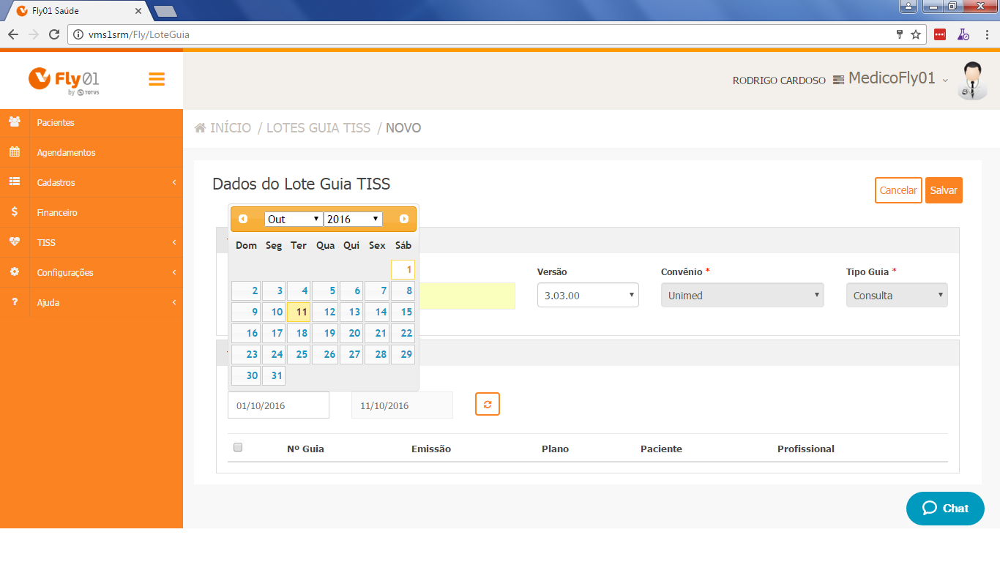 Fly01 Saúde
vms1srm/Fly/LoteGuia
Fly01
by TOTVS
RODRIGO CARDOSO MedicoFly01
Pacientes
Agendamentos
Cadastros
Financeiro
TISS
Configurações
Ajuda
INÍCIO / LOTES GUIA TISS / NOVO
Dados do Lote Guia TISS
Cancelar Salvar
Out 2016
Dom Seg Ter Qua Qui Sex Sáb
1
2 3 4 5 6 7 8
9 10 11 12 13 14 15
16 17 18 19 20 21 22
23 24 25 26 27 28 29
30 31
Versão Convênio * Tipo Guia *
3.03.00 Unimed Consulta
01/10/2016 11/10/2016
Nº Guia Emissão Plano Paciente Profissional
Chat